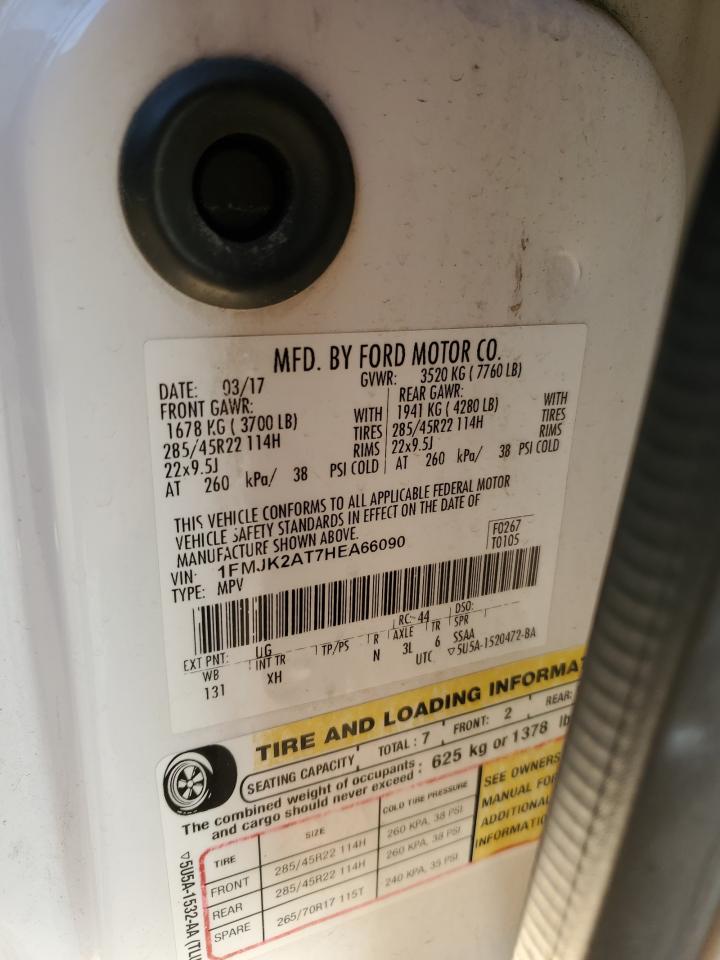 MFD. BY FORD MOTOR CO.
DATE: 03/17 GVWR: 3520 KG ( 7760 LB)
FRONT GAWR: REAR GAWR:
1678 KG ( 3700 LB) WITH 1941 KG ( 4280 LB) WITH
285/45R22 114H TIRES 285/45R22 114H TIRES
22x9.5J RIMS 22x9.5J RIMS
AT 260 kPa/ 38 PSI COLD AT 260 kPa/ 38 PSI COLD
THIS VEHICLE CONFORMS TO ALL APPLICABLE FEDERAL MOTOR
VEHICLE SAFETY STANDARDS IN EFFECT ON THE DATE OF
MANUFACTURE SHOWN ABOVE.
VIN: 1FMJK2AT7HEA66090 F0267
TYPE: MPV T0105
EXT PNT: UG RC: 44 DSO:
WB INT TR TP/PS R AXLE TR SPR
131 XH N 3L 6 SSAA
UTC ▽5U5A-1520472-BA
TIRE AND LOADING INFORMA
SEATING CAPACITY TOTAL : 7 FRONT: 2 REAR:
The combined weight of occupants
and cargo should never exceed : 625 kg or 1378 lb
TIRE SIZE COLD TIRE PRESSURE
FRONT 285/45R22 114H 260 KPA, 38 PSI
REAR 285/45R22 114H 260 KPA, 38 PSI
SPARE 265/70R17 115T 240 KPA, 35 PSI
SEE OWNERS
MANUAL FOR
ADDITIONAL
INFORMATIO
▽5U5A-1532-AA (TLU